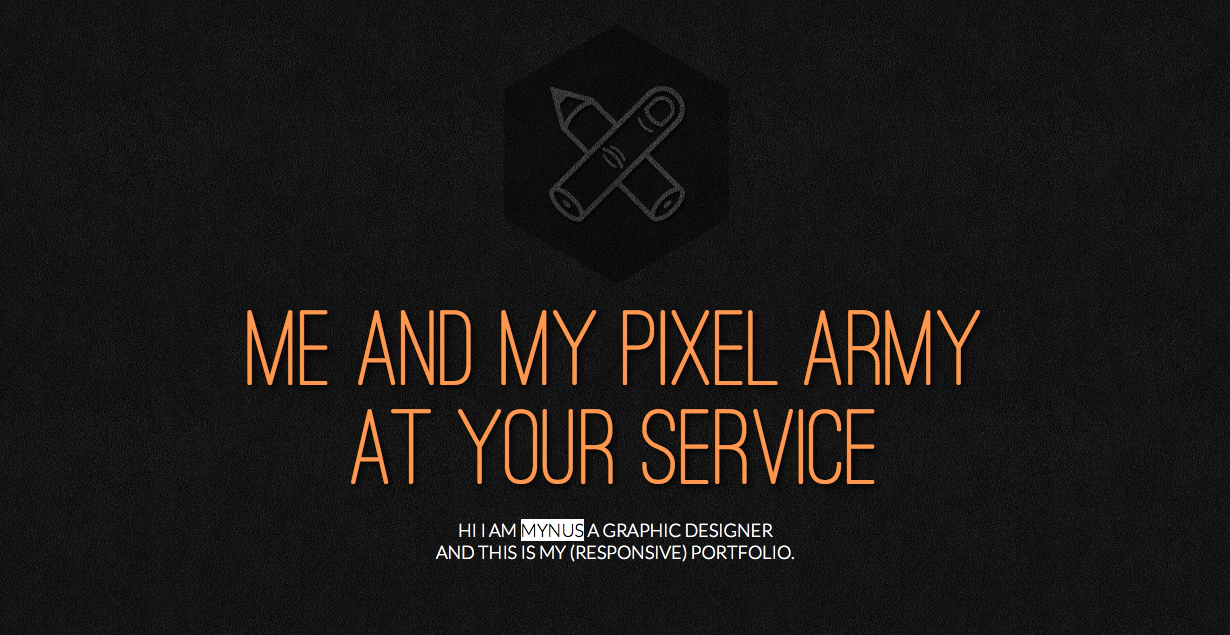 ME AND MY PIXEL ARMY
AT YOUR SERVICE
HI I AM MYNUS A GRAPHIC DESIGNER
AND THIS IS MY (RESPONSIVE) PORTFOLIO.